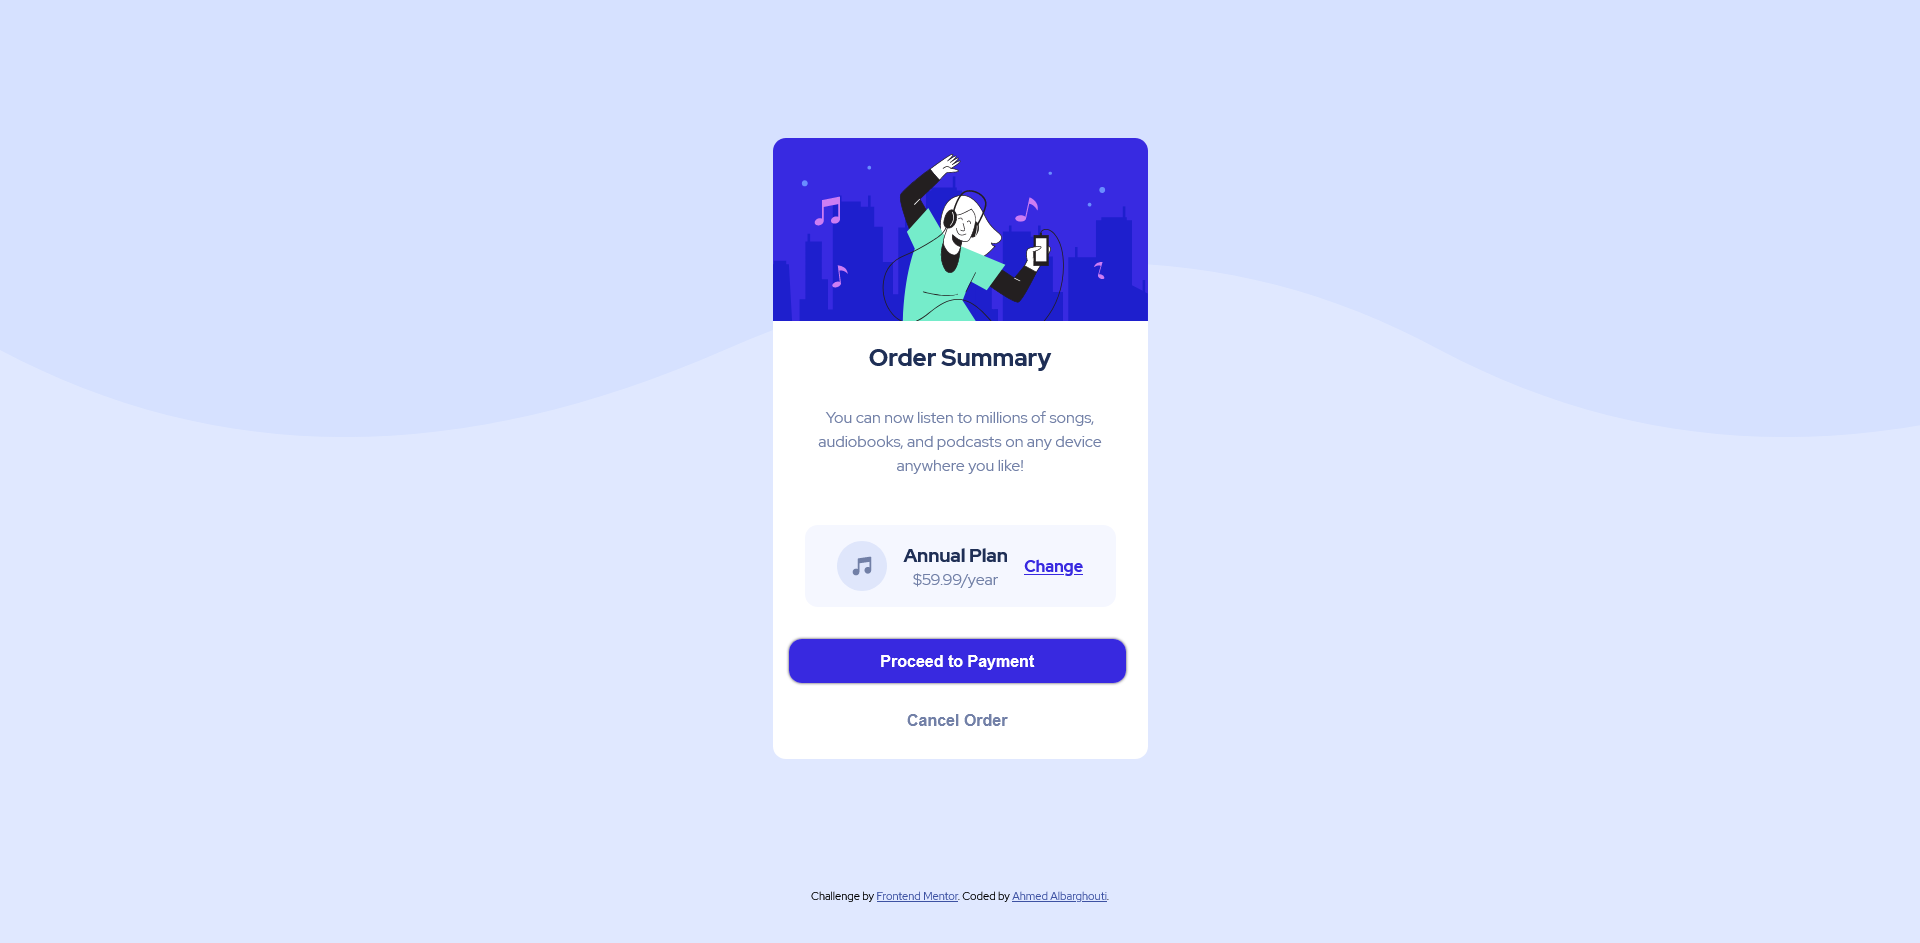 Order Summary
You can now listen to millions of songs,
audiobooks, and podcasts on any device
anywhere you like!
Annual Plan
$59.99/year
Change
Proceed to Payment
Cancel Order
Challenge by Frontend Mentor. Coded by Ahmed Albarghouti.